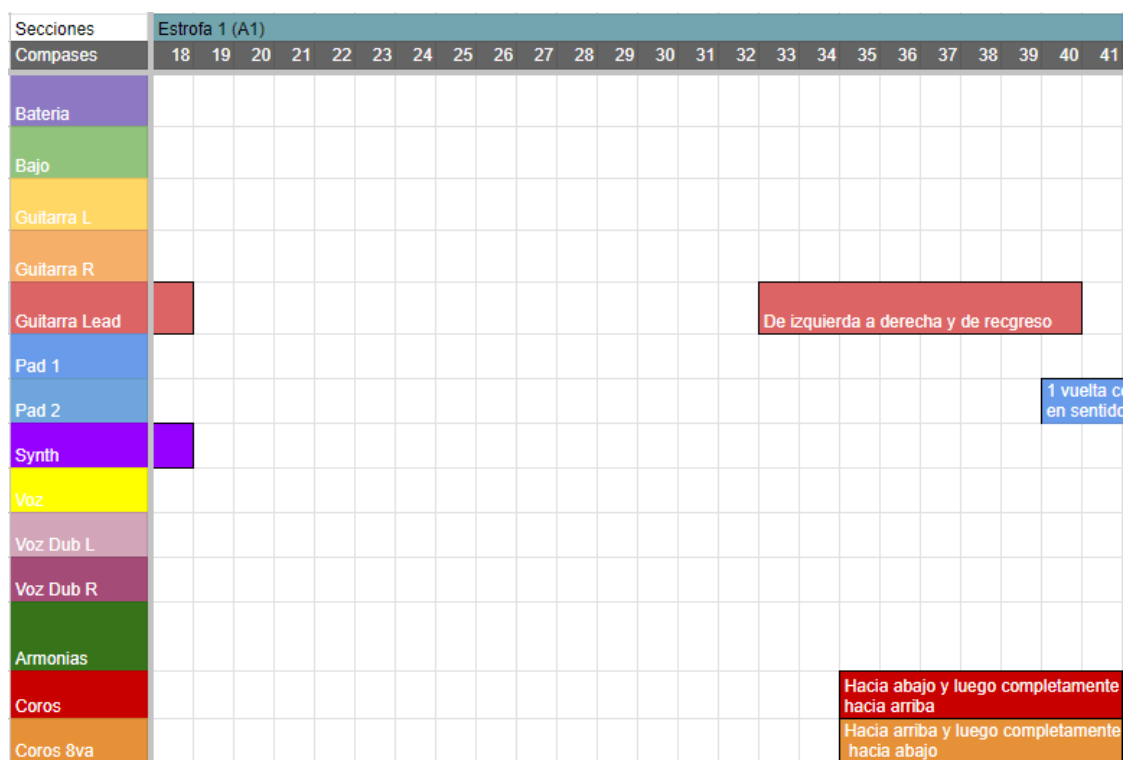 Secciones Estrofa 1 (A1)
Compases 18 19 20 21 22 23 24 25 26 27 28 29 30 31 32 33 34 35 36 37 38 39 40 41
Bateria
Bajo
Guitarra L
Guitarra R
Guitarra Lead De izquierda a derecha y de recgreso
Pad 1
1 vuelta
Pad 2 en sentido
Synth
Voz
Voz Dub L
Voz Dub R
Armonias
Hacia abajo y luego completamente
Coros hacia arriba
Hacia arriba y luego completamente
Coros 8va hacia abajo